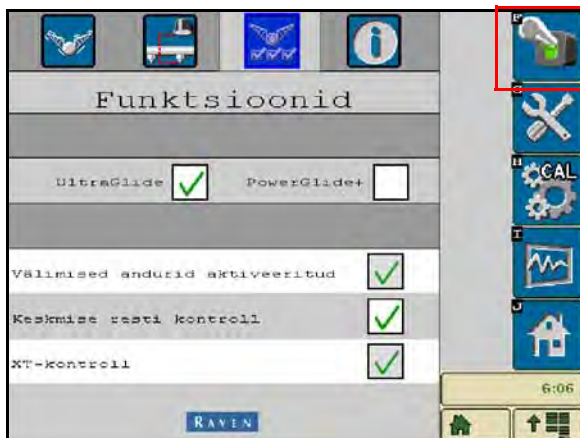 Funktsioonid
UltraGlide
PowerGlide+
Välimised andurid aktiveeritud
Keskmise resti kontroll
XT-kontroll
RAVEN
F
G
H
CAL
I
J
6:06